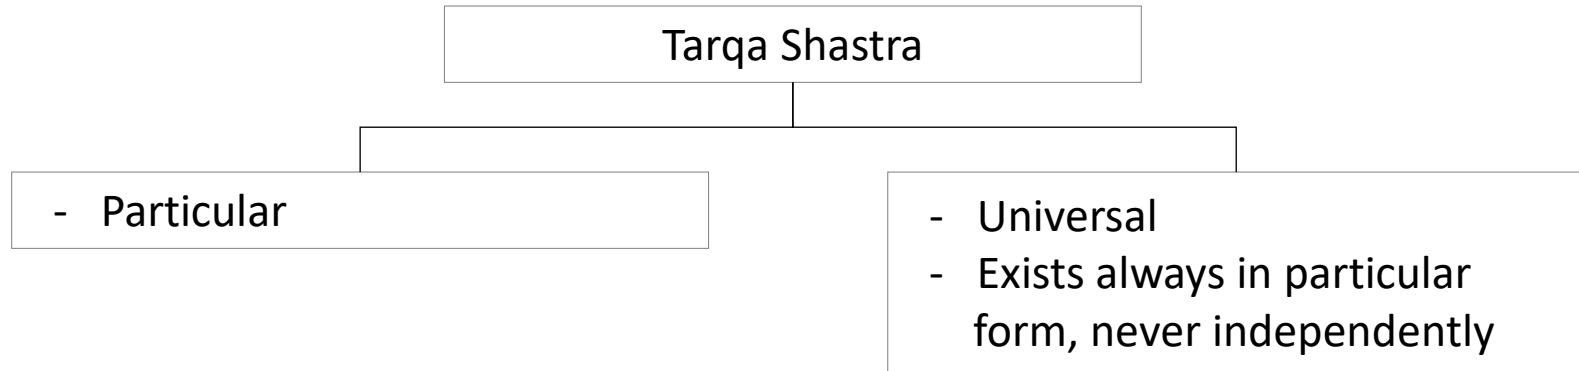 Tarqa Shastra
- Particular
- Universal
- Exists always in particular
form, never independently